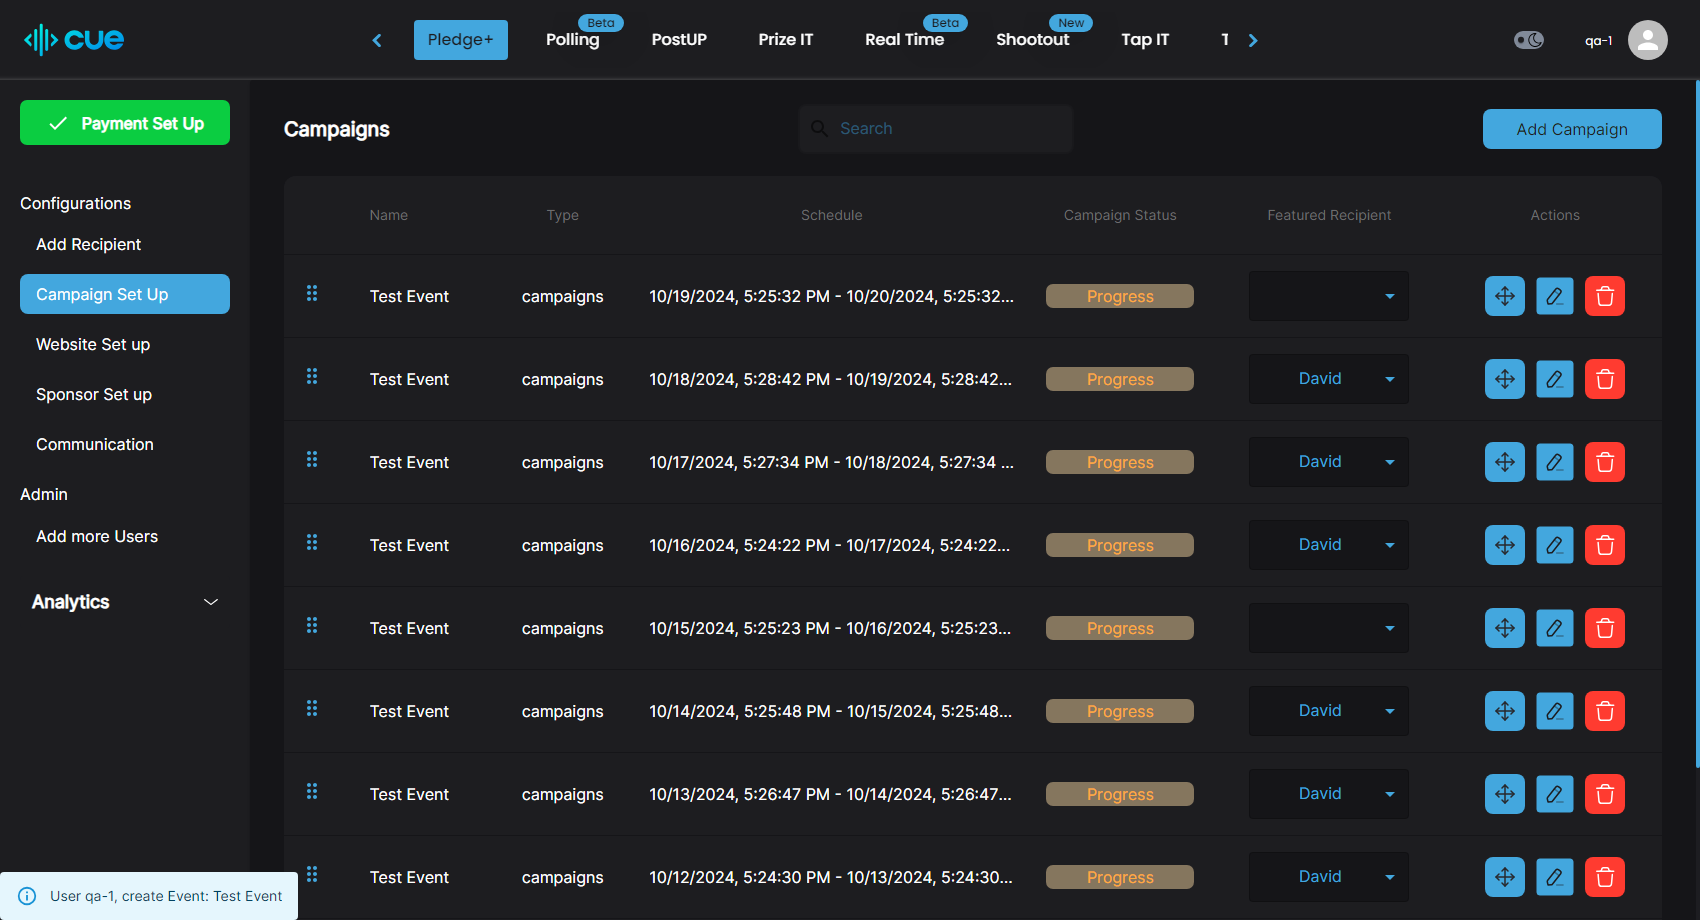 cue
Pledge+
Beta
Polling
PostUP
Prize IT
Beta
Real Time
New
Shootout
Tap IT
T
qa-1
Payment Set Up
Configurations
Add Recipient
Campaign Set Up
Website Set up
Sponsor Set up
Communication
Admin
Add more Users
Analytics
Campaigns
Search
Add Campaign
Name Type Schedule Campaign Status Featured Recipient Actions
Test Event campaigns 10/19/2024, 5:25:32 PM - 10/20/2024, 5:25:32... Progress
Test Event campaigns 10/18/2024, 5:28:42 PM - 10/19/2024, 5:28:42... Progress David
Test Event campaigns 10/17/2024, 5:27:34 PM - 10/18/2024, 5:27:34 ... Progress David
Test Event campaigns 10/16/2024, 5:24:22 PM - 10/17/2024, 5:24:22... Progress David
Test Event campaigns 10/15/2024, 5:25:23 PM - 10/16/2024, 5:25:23... Progress
Test Event campaigns 10/14/2024, 5:25:48 PM - 10/15/2024, 5:25:48... Progress David
Test Event campaigns 10/13/2024, 5:26:47 PM - 10/14/2024, 5:26:47... Progress David
Test Event campaigns 10/12/2024, 5:24:30 PM - 10/13/2024, 5:24:30... Progress David
User qa-1, create Event: Test Event